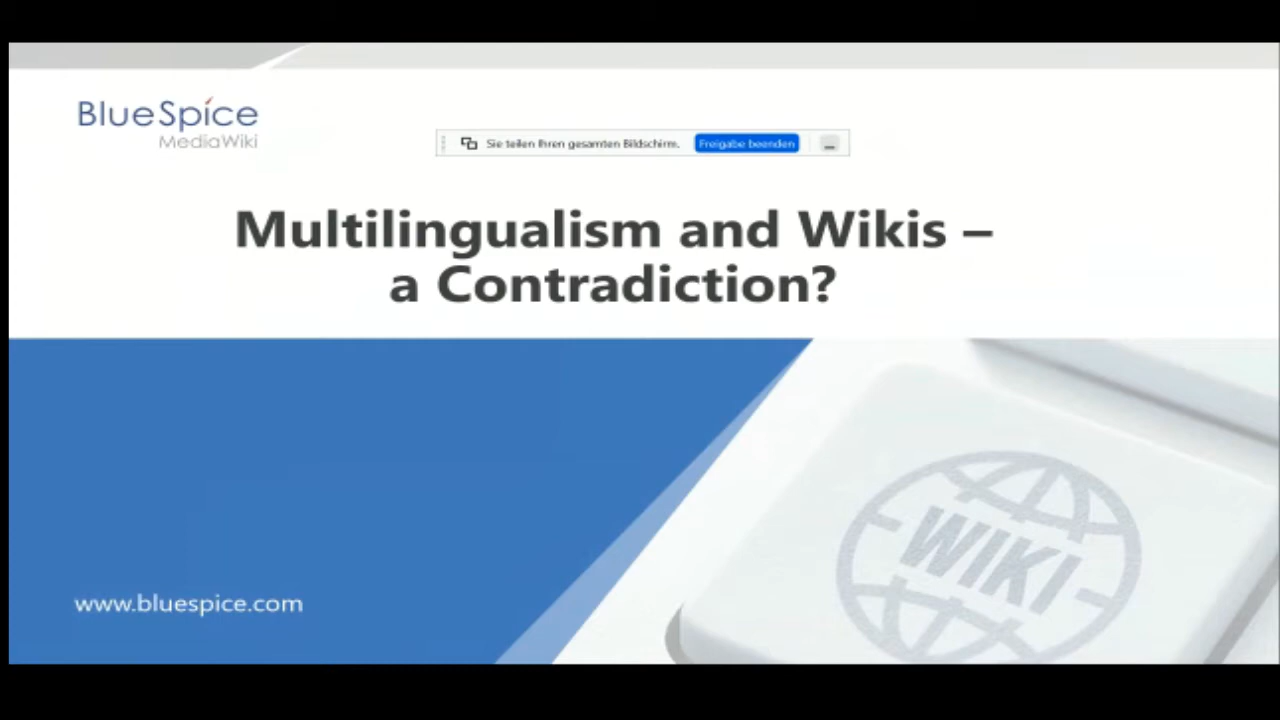 BlueSpice
MediaWiki
Sie teilen Ihren gesamten Bildschirm. Freigabe beenden
Multilingualism and Wikis –
a Contradiction?
WIKI
www.bluespice.com